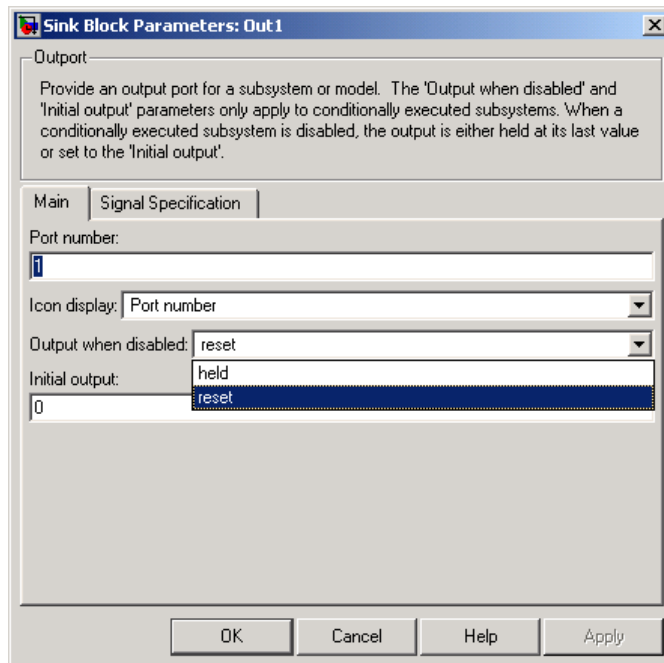 Sink Block Parameters: Out1
Outport
Provide an output port for a subsystem or model. The 'Output when disabled' and
'Initial output' parameters only apply to conditionally executed subsystems. When a
conditionally executed subsystem is disabled, the output is either held at its last value
or set to the 'Initial output'.
Main Signal Specification
Port number:
1
Icon display: Port number
Output when disabled: reset
held
Initial output:
reset
0
OK Cancel Help Apply